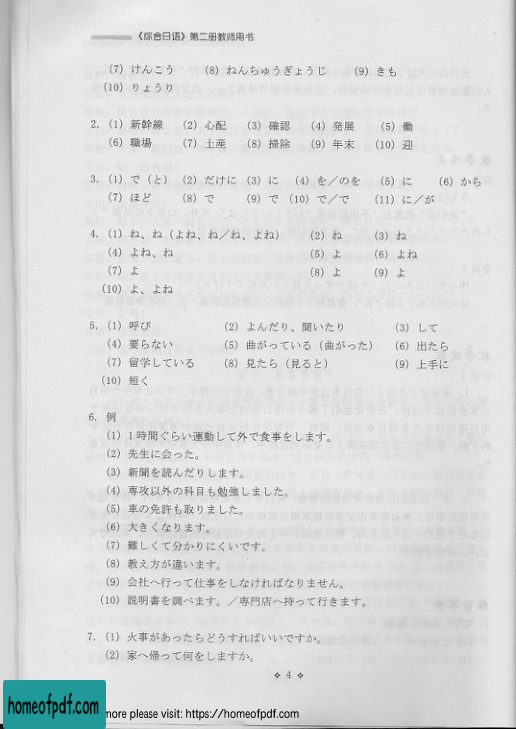 《综合日语》第二册教师用书
(7) けんこう (8) ねんちゅうぎょうじ (9) きも
(10) りょうり
2. (1) 新幹線 (2) 心配 (3) 確認 (4) 発展 (5) 働
(6) 職場 (7) 土産 (8) 掃除 (9) 年末 (10) 迎
3. (1) で（と） (2) だけに (3) に (4) を／のを (5) に (6) から
(7) ほど (8) で (9) で (10) で／で (11) に／が
4. (1) ね、ね（よね、ね／ね、よね） (2) ね (3) ね
(4) よね、ね (5) よ (6) よね
(7) よ (8) よ (9) よ
(10) よ、よね
5. (1) 呼び (2) よんだり、聞いたり (3) して
(4) 要らない (5) 曲がっている（曲がった） (6) 出たら
(7) 留学している (8) 見たら（見ると） (9) 上手に
(10) 短く
6. 例
(1) 1時間ぐらい運動して外で食事をします。
(2) 先生に会った。
(3) 新聞を読んだりします。
(4) 専攻以外の科目も勉強しました。
(5) 車の免許も取りました。
(6) 大きくなります。
(7) 難しくて分かりにくいです。
(8) 教え方が違います。
(9) 会社へ行って仕事をしなければなりません。
(10) 説明書を調べます。／専門店へ持って行きます。
7. (1) 火事があったらどうすればいいですか。
(2) 家へ帰って何をしますか。
❖ 4 ❖
homeofpdf.com
more please visit: https://homeofpdf.com